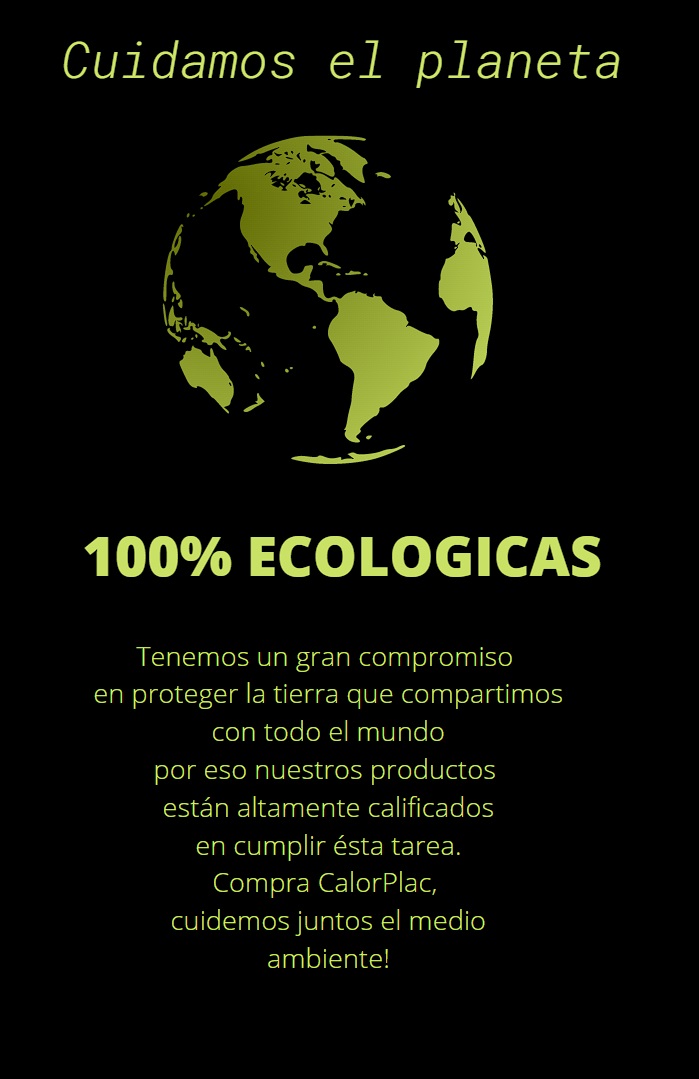 Cuidamos el planeta
100% ECOLOGICAS
Tenemos un gran compromiso
en proteger la tierra que compartimos
con todo el mundo
por eso nuestros productos
están altamente calificados
en cumplir ésta tarea.
Compra CalorPlac,
cuidemos juntos el medio
ambiente!